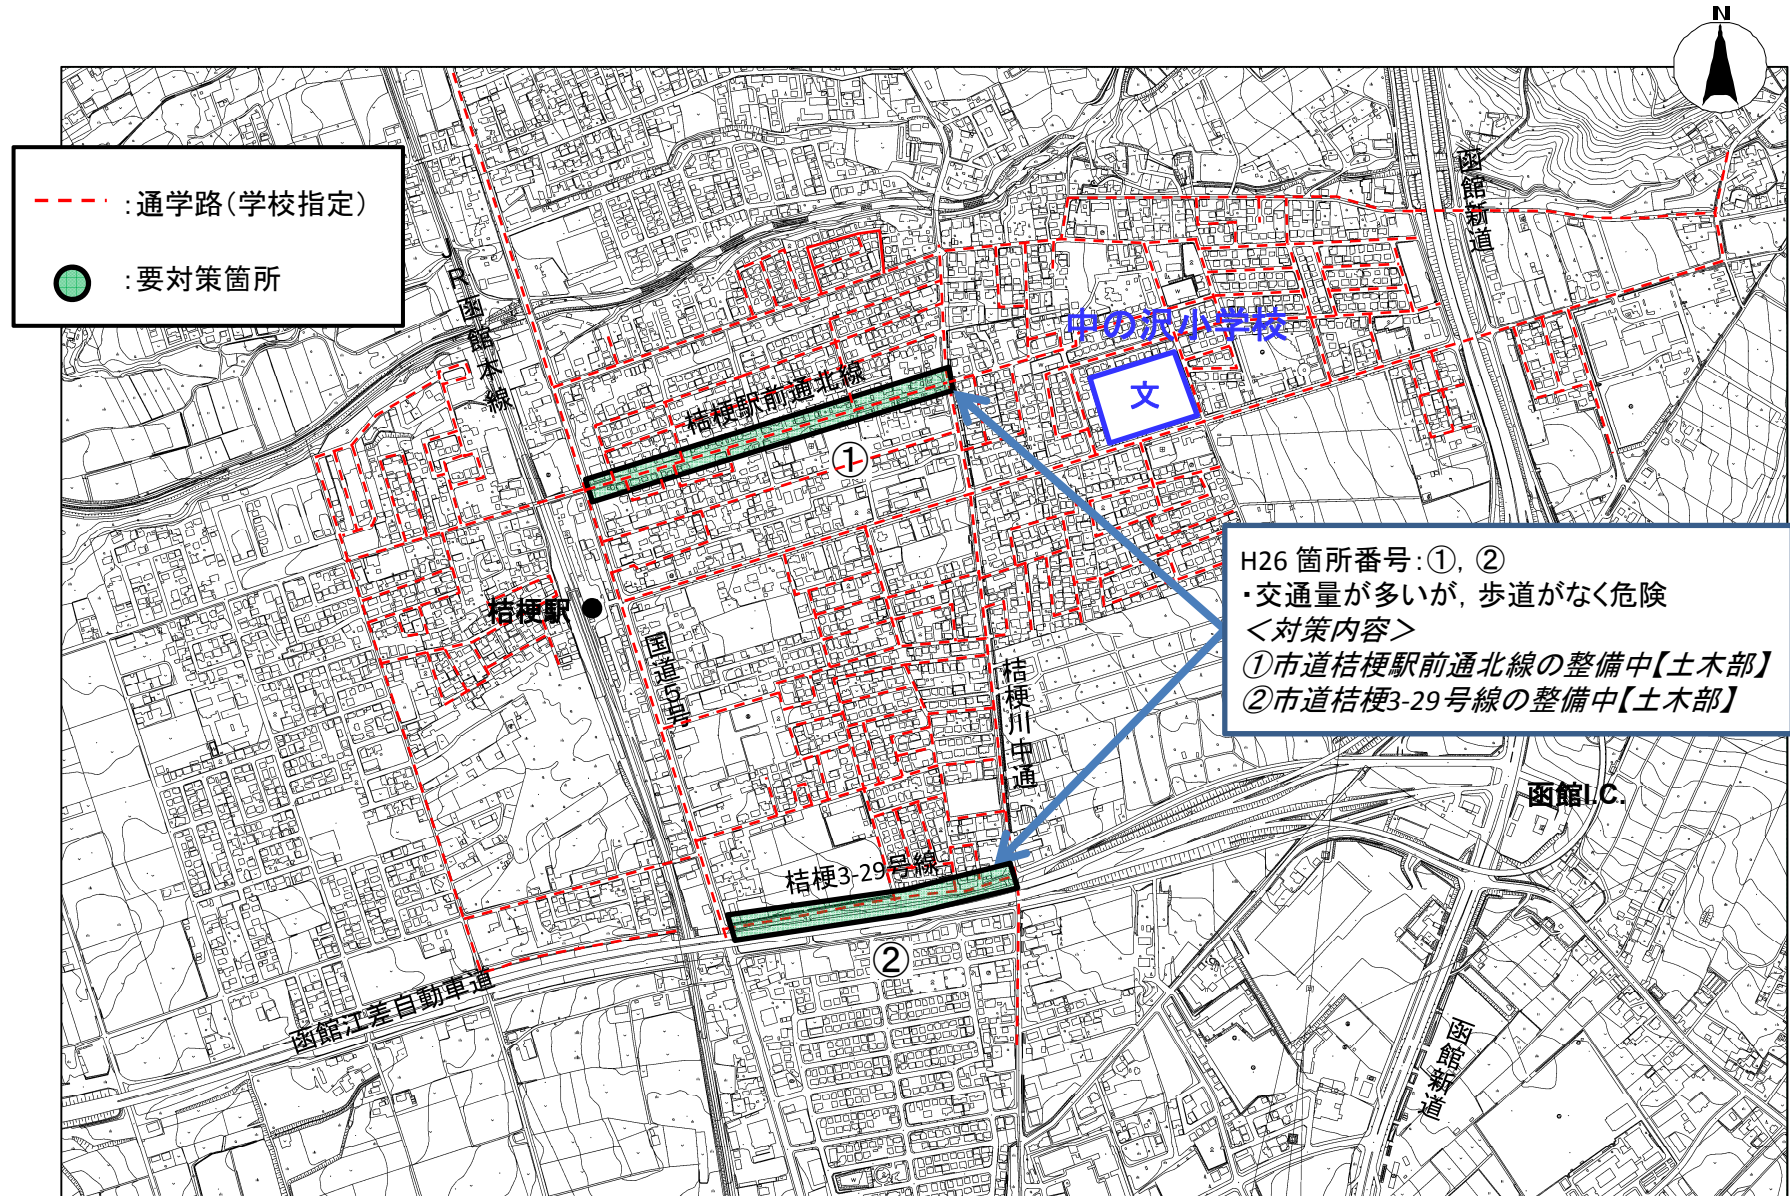 N
:通学路(学校指定)
:要対策箇所
JR函館本線
函館新道
中の沢小学校
文
桔梗駅前通北線
①
H26 箇所番号:①, ②
・交通量が多いが, 歩道がなく危険
<対策内容>
①市道桔梗駅前通北線の整備中【土木部】
②市道桔梗3-29号線の整備中【土木部】
桔梗駅
国道5号
桔梗川中通
函館I.C.
桔梗3-29号線
②
函館江差自動車道
函館新道